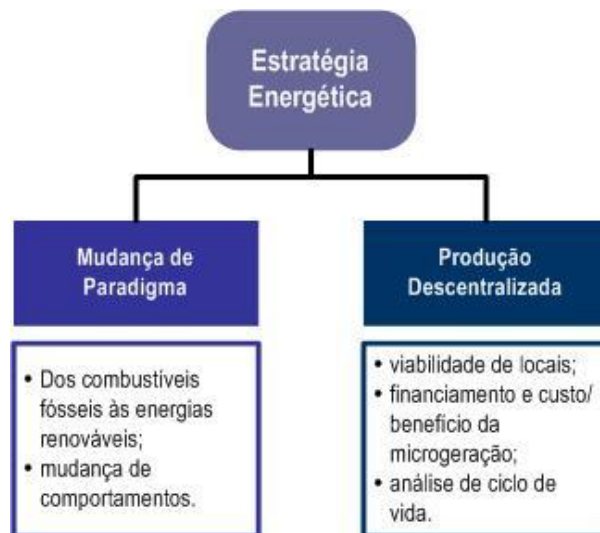 Estratégia
Energética
Mudança de
Paradigma
• Dos combustíveis
fósseis às energias
renováveis;
• mudança de
comportamentos.
Produção
Descentralizada
• viabilidade de locais;
• financiamento e custo/
benefício da
microgeração;
• análise de ciclo de
vida.